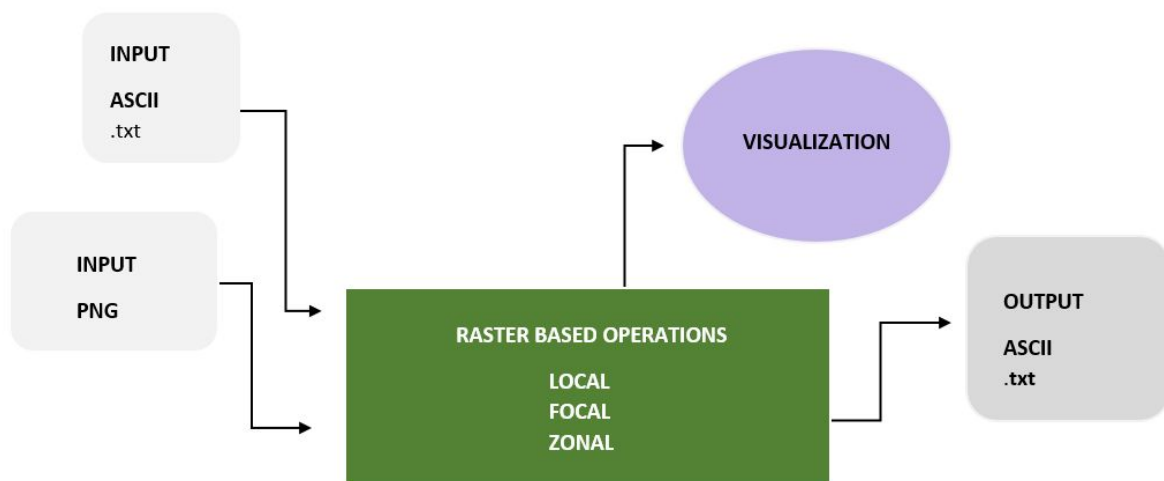 INPUT
ASCII
.txt
INPUT
PNG
VISUALIZATION
RASTER BASED OPERATIONS
LOCAL
FOCAL
ZONAL
OUTPUT
ASCII
.txt